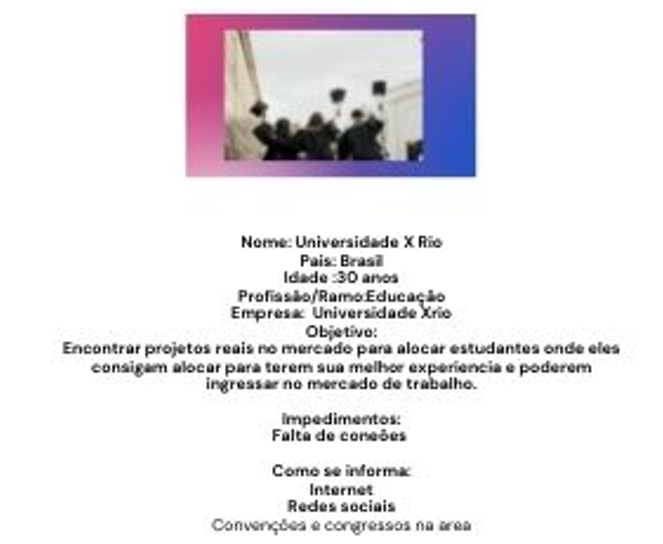 Nome: Universidade X Rio
Pais: Brasil
Idade :30 anos
Profissão/Ramo:Educação
Empresa:  Universidade Xrio
Objetivo:
Encontrar projetos reais no mercado para alocar estudantes onde eles
consigam alocar para terem sua melhor experiencia e poderem
ingressar no mercado de trabalho.
Impedimentos:
Falta de coneões
Como se informa:
Internet
Redes sociais
Convenções e congressos na area